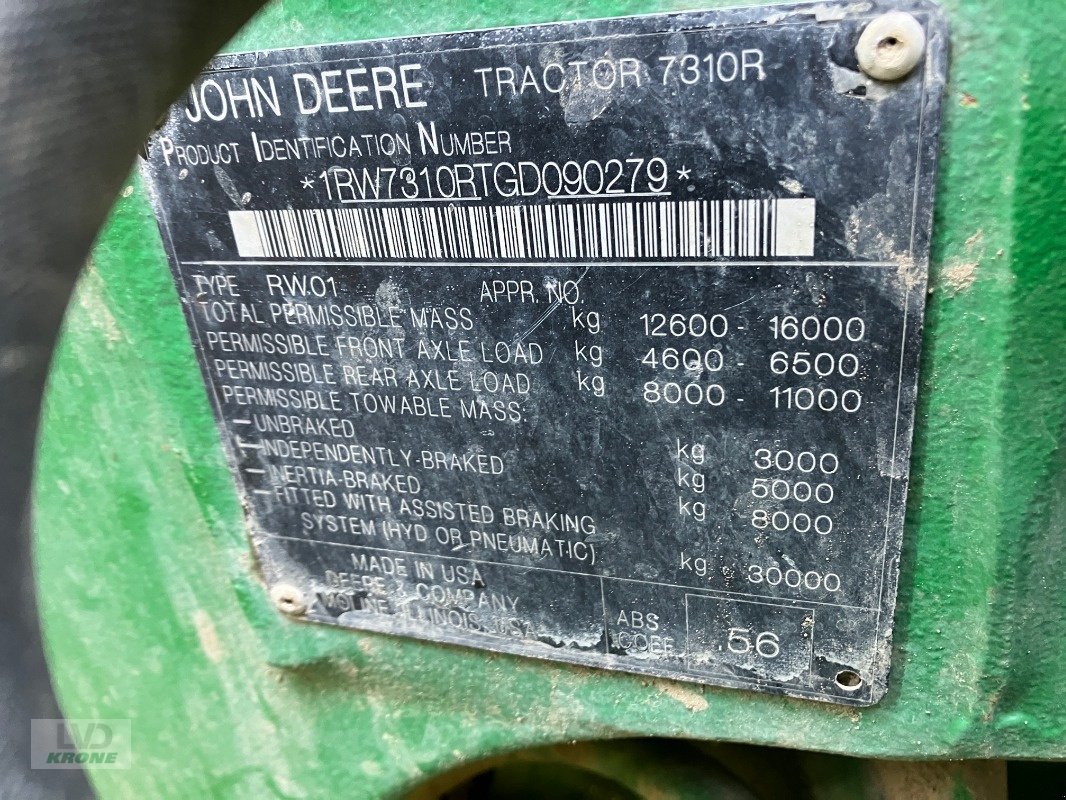 JOHN DEERE TRACTOR 7310R
PRODUCT IDENTIFICATION NUMBER
*1RW7310RTGD090279*
TYPE RW01 APPR. NO.
TOTAL PERMISSIBLE MASS kg 12600 - 16000
PERMISSIBLE FRONT AXLE LOAD kg 4600 - 6500
PERMISSIBLE REAR AXLE LOAD kg 8000 - 11000
PERMISSIBLE TOWABLE MASS:
-UNBRAKED kg 3000
-INDEPENDENTLY-BRAKED kg 5000
-INERTIA-BRAKED kg 8000
-FITTED WITH ASSISTED BRAKING
SYSTEM (HYD OR PNEUMATIC) kg 30000
MADE IN USA
DEERE & COMPANY
MOLINE, ILLINOIS, USA
ABS
COEF. .56
LVD
KRONE